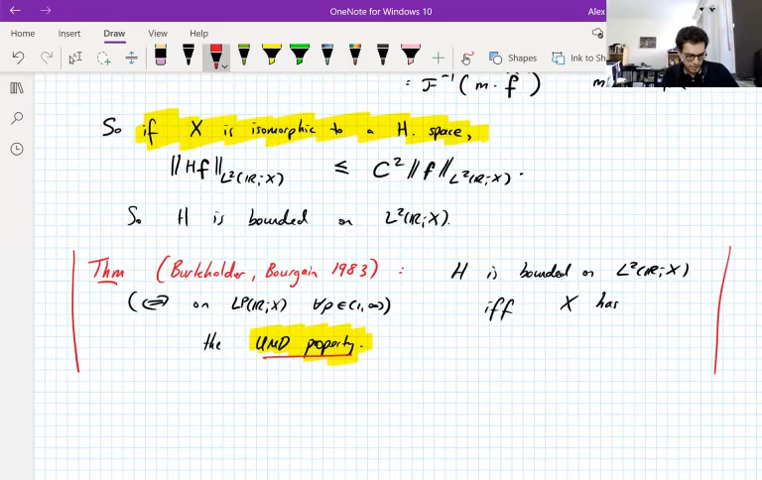 OneNote for Windows 10
Alex
Home Insert Draw View Help
Shapes
Ink to Sh
= F⁻¹ ( m · f̂ )
So if X is isomorphic to a H. space,
||Hf||_{L²(ℝ;X)} ≤ C² ||f||_{L²(ℝ;X)}.
So H is bounded on L²(ℝ;X).
Thm (Burkholder, Bourgain 1983) : H is bounded on L²(ℝ;X)
(⟺ on Lᵖ(ℝ;X) ∀p∈(1,∞)) iff X has
the UMD poperty.